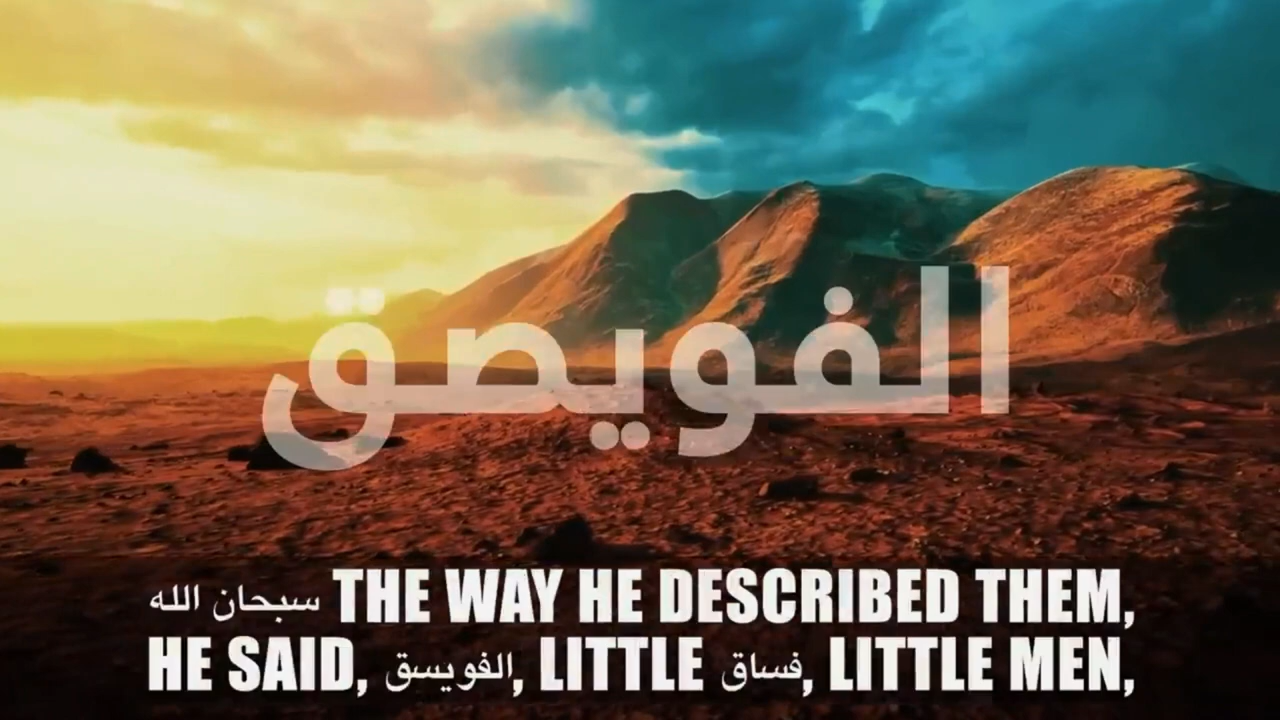 الفويصق
سبحان الله THE WAY HE DESCRIBED THEM,
HE SAID, الفويسق, LITTLE فساق, LITTLE MEN,